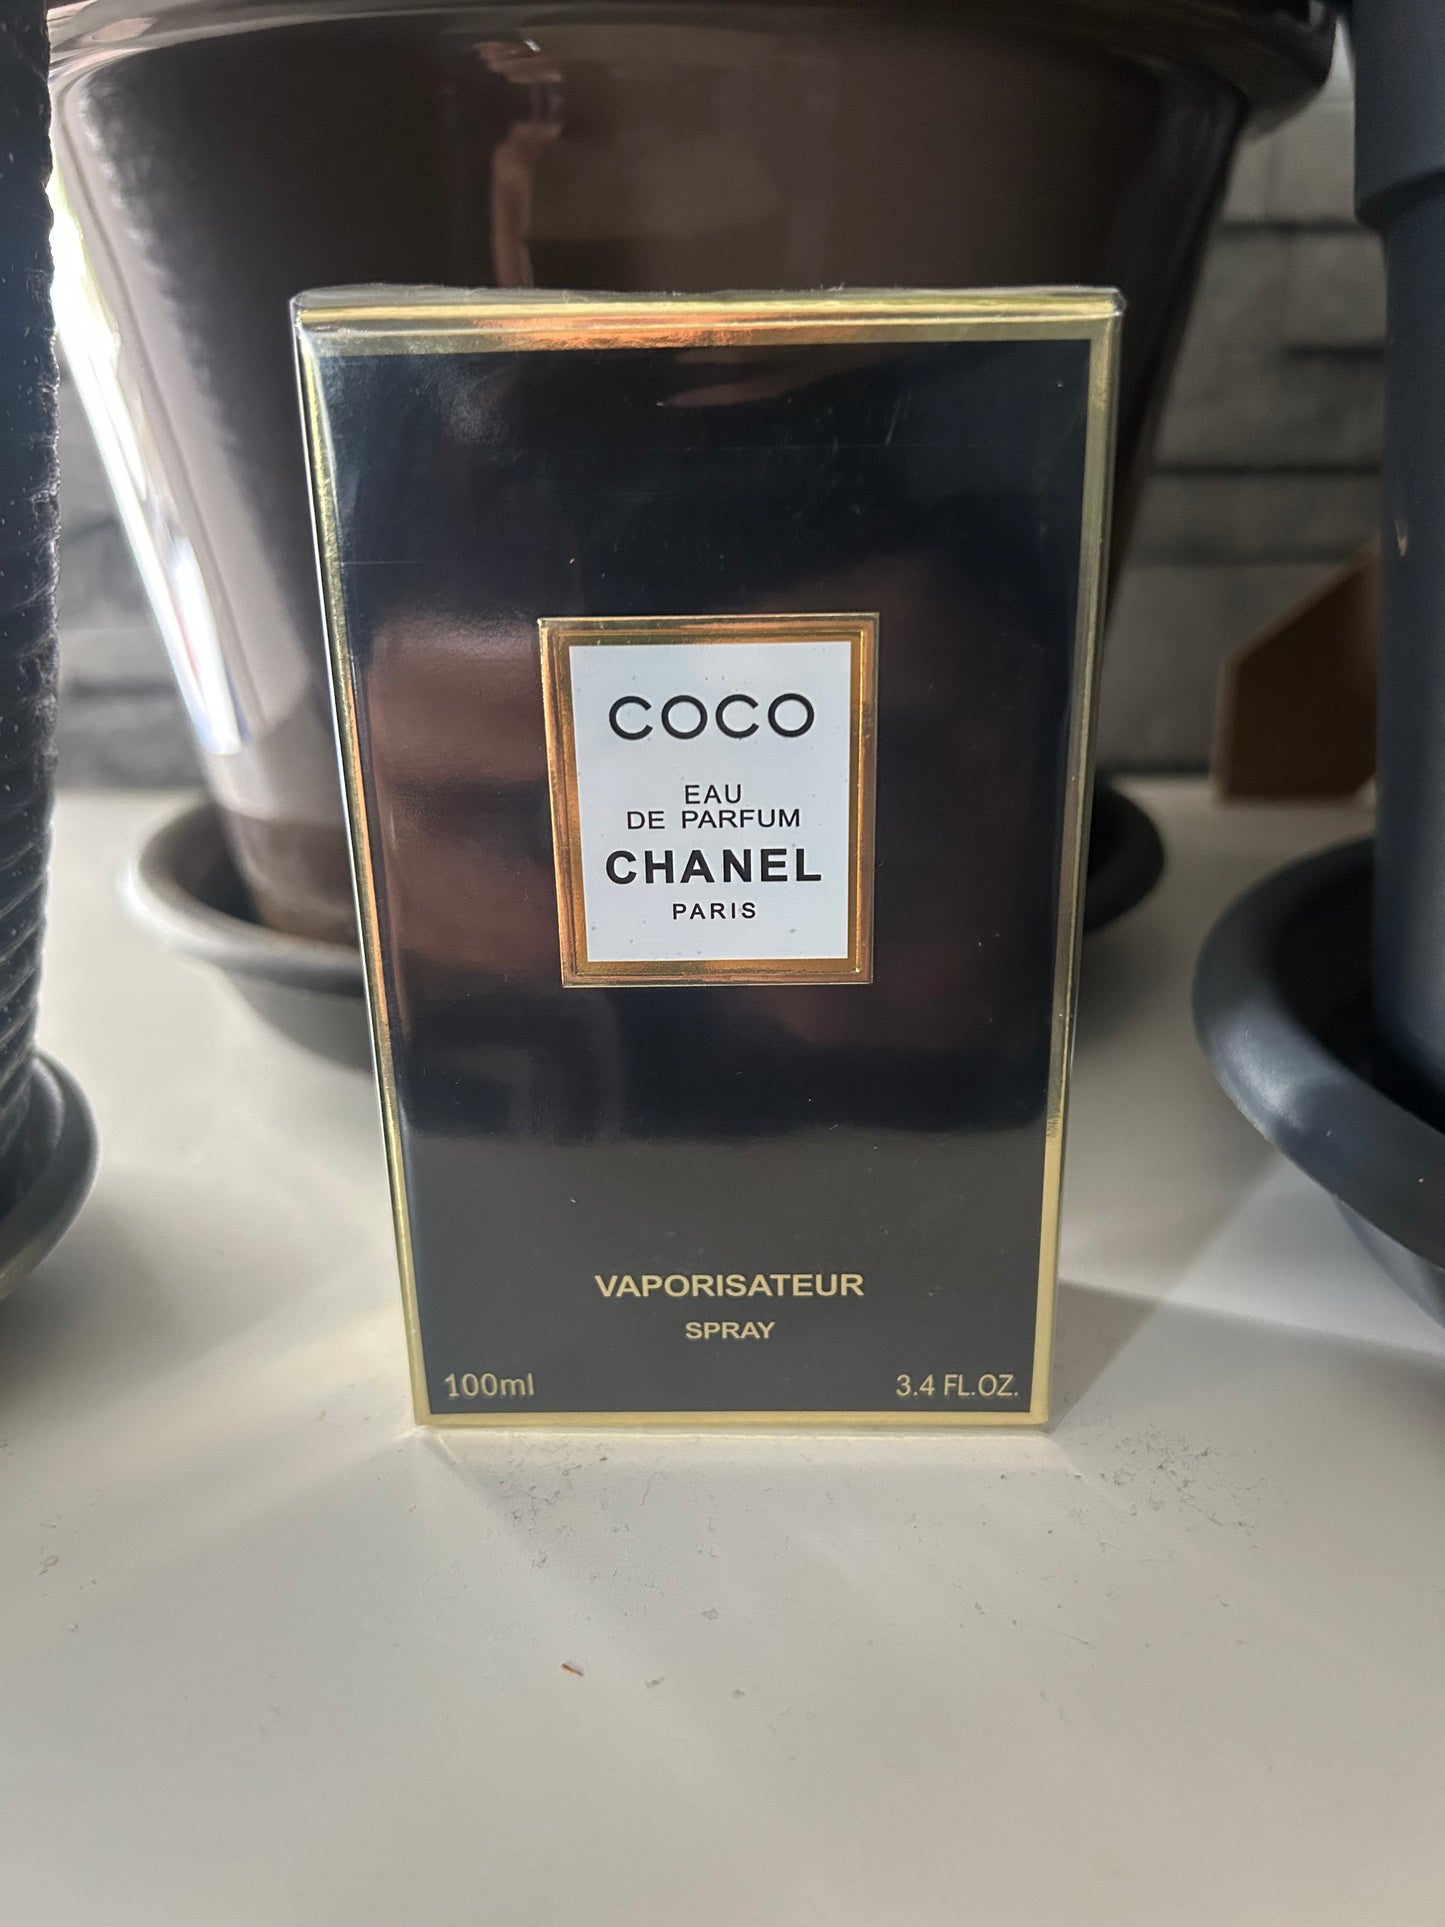 COCO
EAU
DE PARFUM
CHANEL
PARIS
VAPORISATEUR
SPRAY
100ml
3.4 FL.OZ.